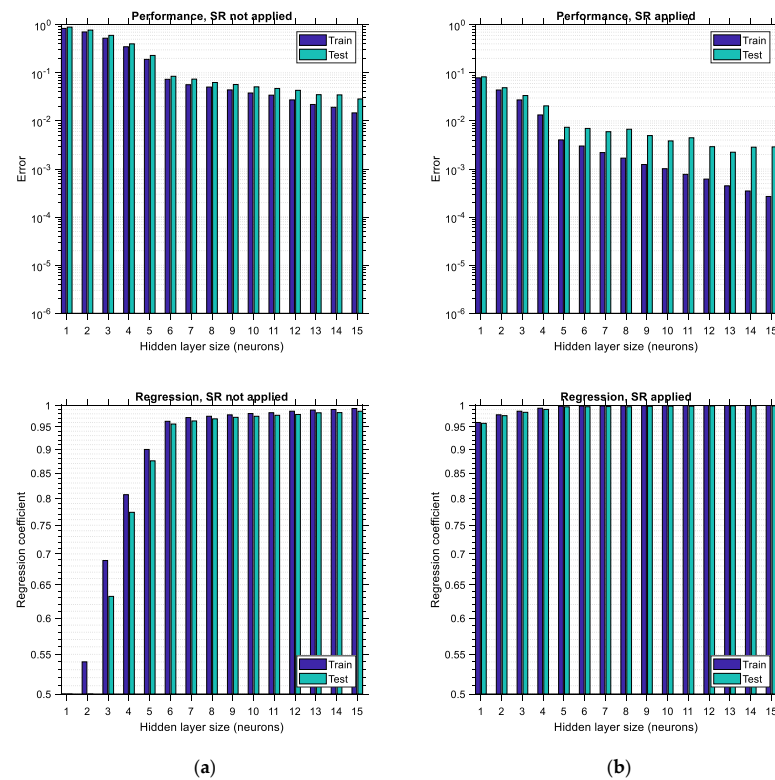 Performance, SR not applied
10^0
10^-1
10^-2
10^-3
10^-4
10^-5
10^-6
Error
Train
Test
1 2 3 4 5 6 7 8 9 10 11 12 13 14 15
Hidden layer size (neurons)
Performance, SR applied
10^0
10^-1
10^-2
10^-3
10^-4
10^-5
10^-6
Error
Train
Test
1 2 3 4 5 6 7 8 9 10 11 12 13 14 15
Hidden layer size (neurons)
Regression, SR not applied
1
0.95
0.9
0.85
0.8
0.75
0.7
0.65
0.6
0.55
0.5
Regression coefficient
Train
Test
1 2 3 4 5 6 7 8 9 10 11 12 13 14 15
Hidden layer size (neurons)
Regression, SR applied
1
0.95
0.9
0.85
0.8
0.75
0.7
0.65
0.6
0.55
0.5
Regression coefficient
Train
Test
1 2 3 4 5 6 7 8 9 10 11 12 13 14 15
Hidden layer size (neurons)
(a)
(b)